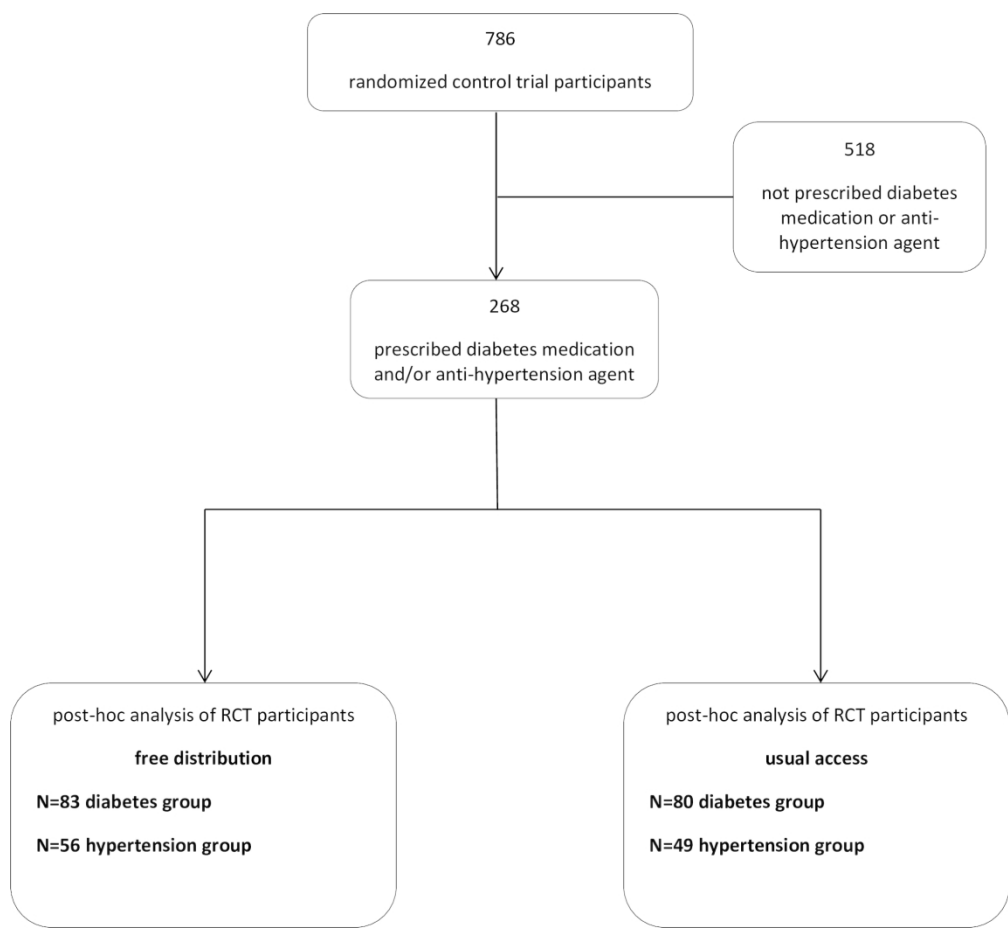 786
randomized control trial participants
518
not prescribed diabetes
medication or anti-
hypertension agent
268
prescribed diabetes medication
and/or anti-hypertension agent
post-hoc analysis of RCT participants
free distribution
N=83 diabetes group
N=56 hypertension group
post-hoc analysis of RCT participants
usual access
N=80 diabetes group
N=49 hypertension group